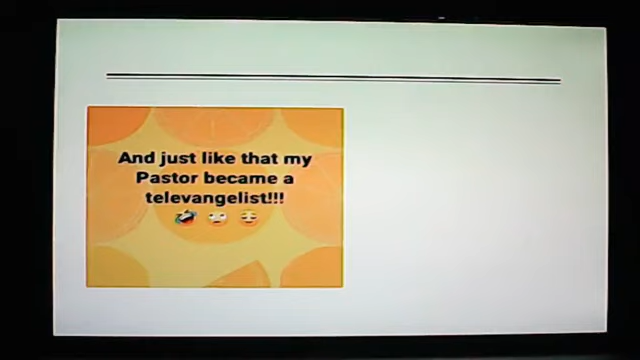 And just like that my
Pastor became a
televangelist!!!
🤣 🙄 😌